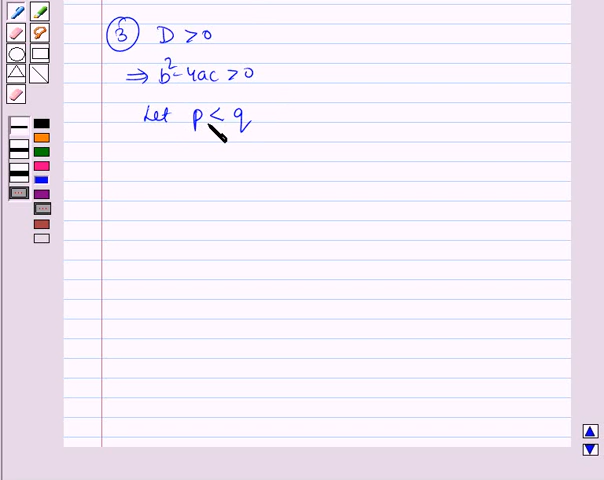 ③ D > 0
⇒ b² - 4ac > 0
Let p < q